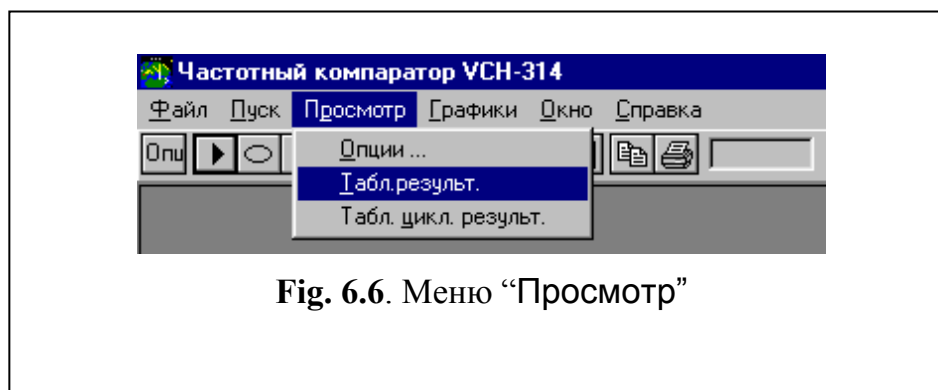 Частотный компаратор VCH-314
Файл Пуск Просмотр Графики Окно Справка
Опц
Опции ...
Табл.результ.
Табл. цикл. результ.
Fig. 6.6. Меню “Просмотр”